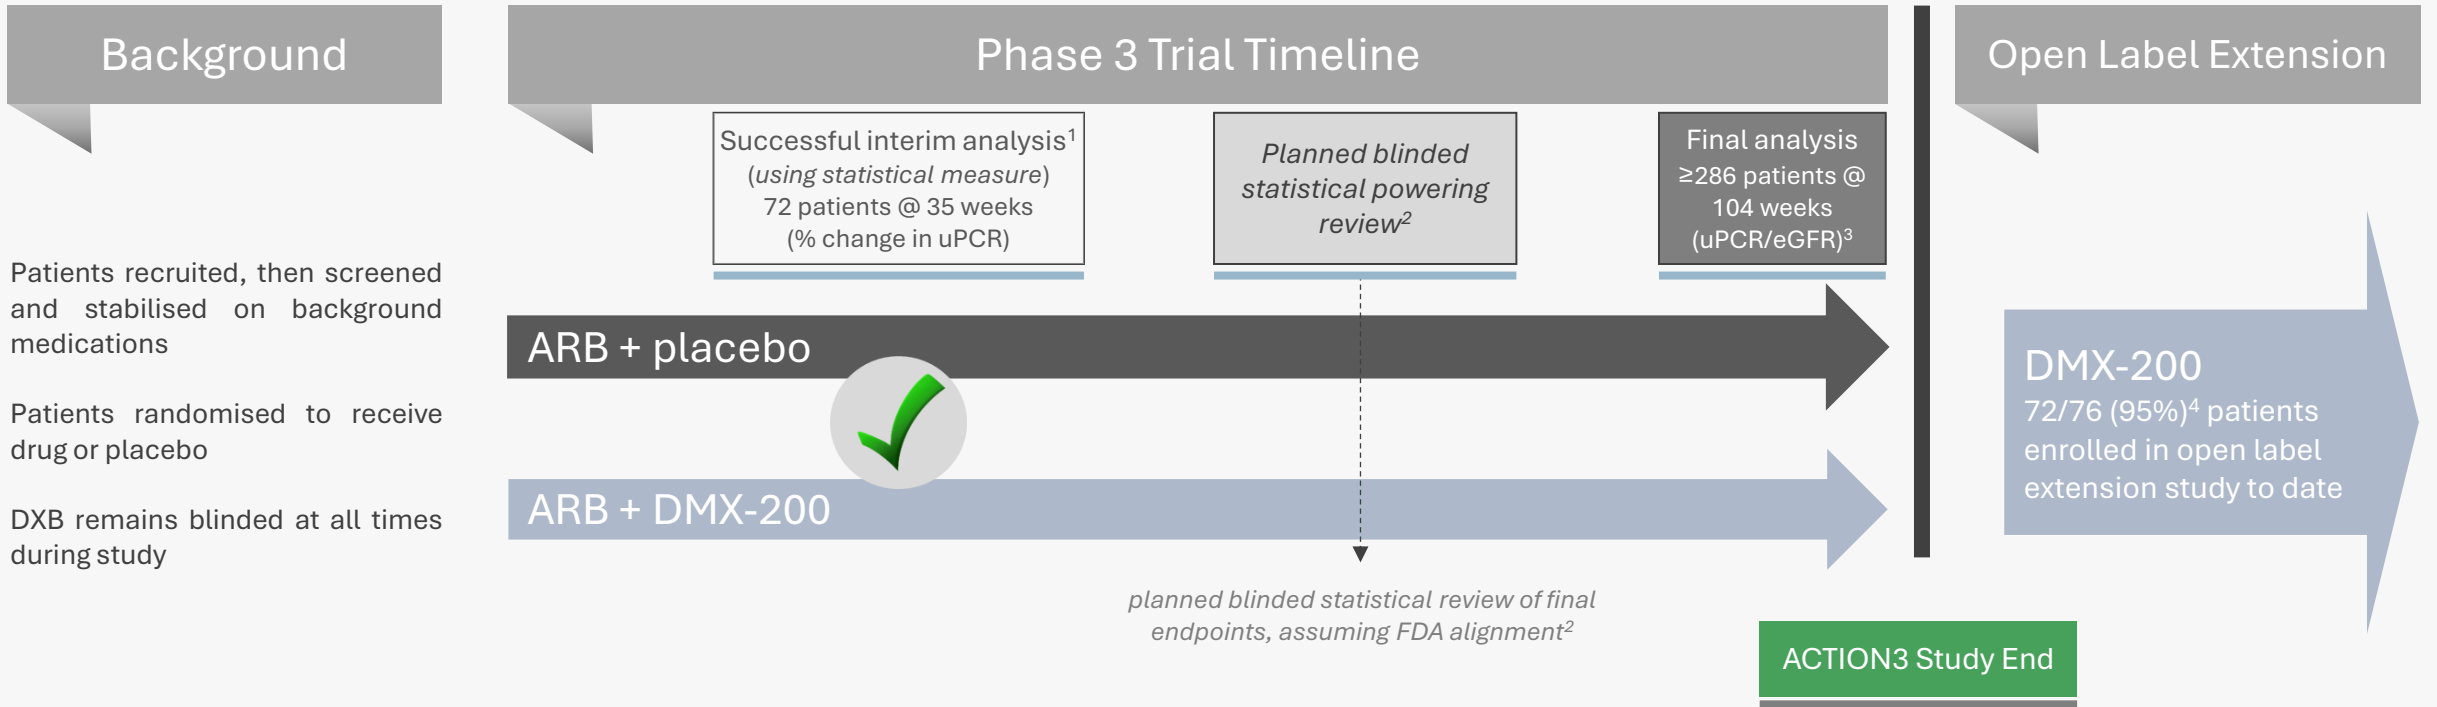 Background
Patients recruited, then screened
and stabilised on background
medications
Patients randomised to receive
drug or placebo
DXB remains blinded at all times
during study
Phase 3 Trial Timeline
Successful interim analysis¹
(using statistical measure)
72 patients @ 35 weeks
(% change in uPCR)
Planned blinded
statistical powering
review²
Final analysis
≥286 patients @
104 weeks
(uPCR/eGFR)³
ARB + placebo
ARB + DMX-200
planned blinded statistical review of final
endpoints, assuming FDA alignment²
Open Label Extension
DMX-200
72/76 (95%)⁴ patients
enrolled in open label
extension study to date
ACTION3 Study End